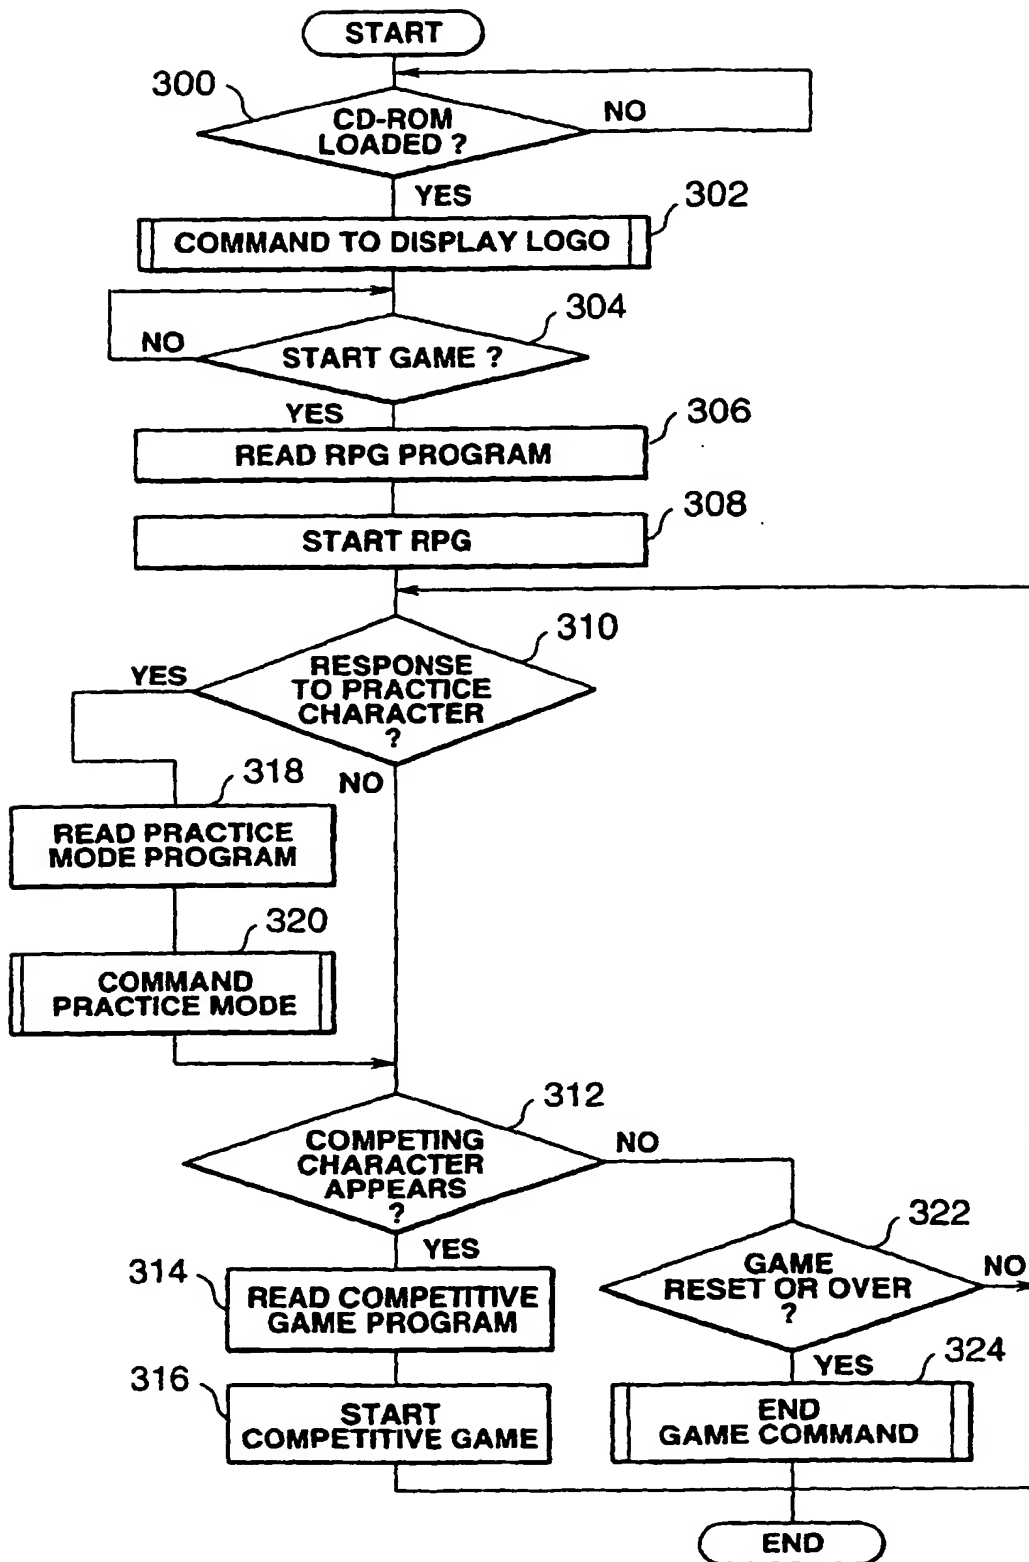 START
300
CD-ROM
LOADED ?
NO
YES
302
COMMAND TO DISPLAY LOGO
304
NO
START GAME ?
YES
306
READ RPG PROGRAM
308
START RPG
310
YES
RESPONSE
TO PRACTICE
CHARACTER
?
NO
318
READ PRACTICE
MODE PROGRAM
320
COMMAND
PRACTICE MODE
312
COMPETING
CHARACTER
APPEARS
?
NO
YES
322
GAME
RESET OR OVER
?
NO
YES
314
READ COMPETITIVE
GAME PROGRAM
324
END
GAME COMMAND
316
START
COMPETITIVE GAME
END